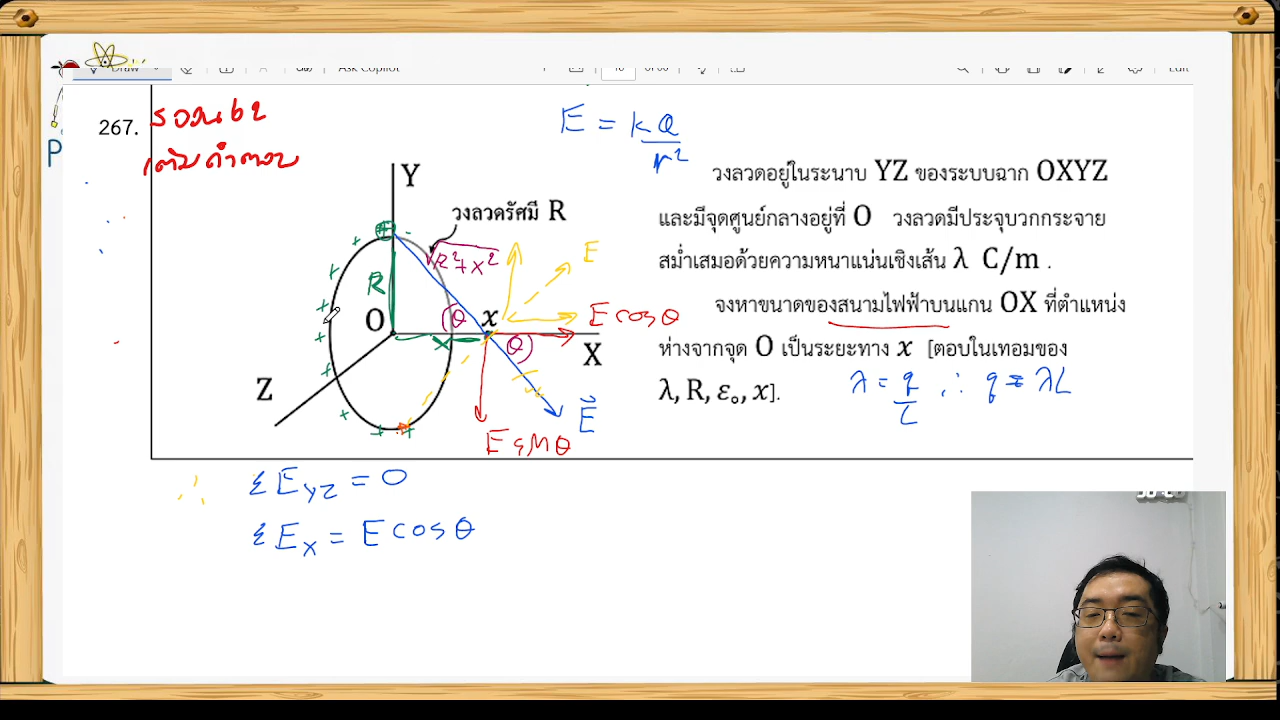 267.
รอบ 62
เติมคำตอบ
P
E = kQ/r²
Y
วงลวดรัศมี R
วงลวดอยู่ในระนาบ YZ ของระบบฉาก OXYZ
และมีจุดศูนย์กลางอยู่ที่ O วงลวดมีประจุบวกกระจาย
สม่ำเสมอด้วยความหนาแน่นเชิงเส้น λ C/m .
จงหาขนาดของสนามไฟฟ้าบนแกน OX ที่ตำแหน่ง
ห่างจากจุด O เป็นระยะทาง x [ตอบในเทอมของ
λ, R, ε₀, x].
λ = q/L ∴ q = λL
√R²+X²
E
R
O
θ
x
E cosθ
X
θ
X
Z
E⃗
E sinθ
∴ ΣE_YZ = 0
ΣE_X = E cosθ